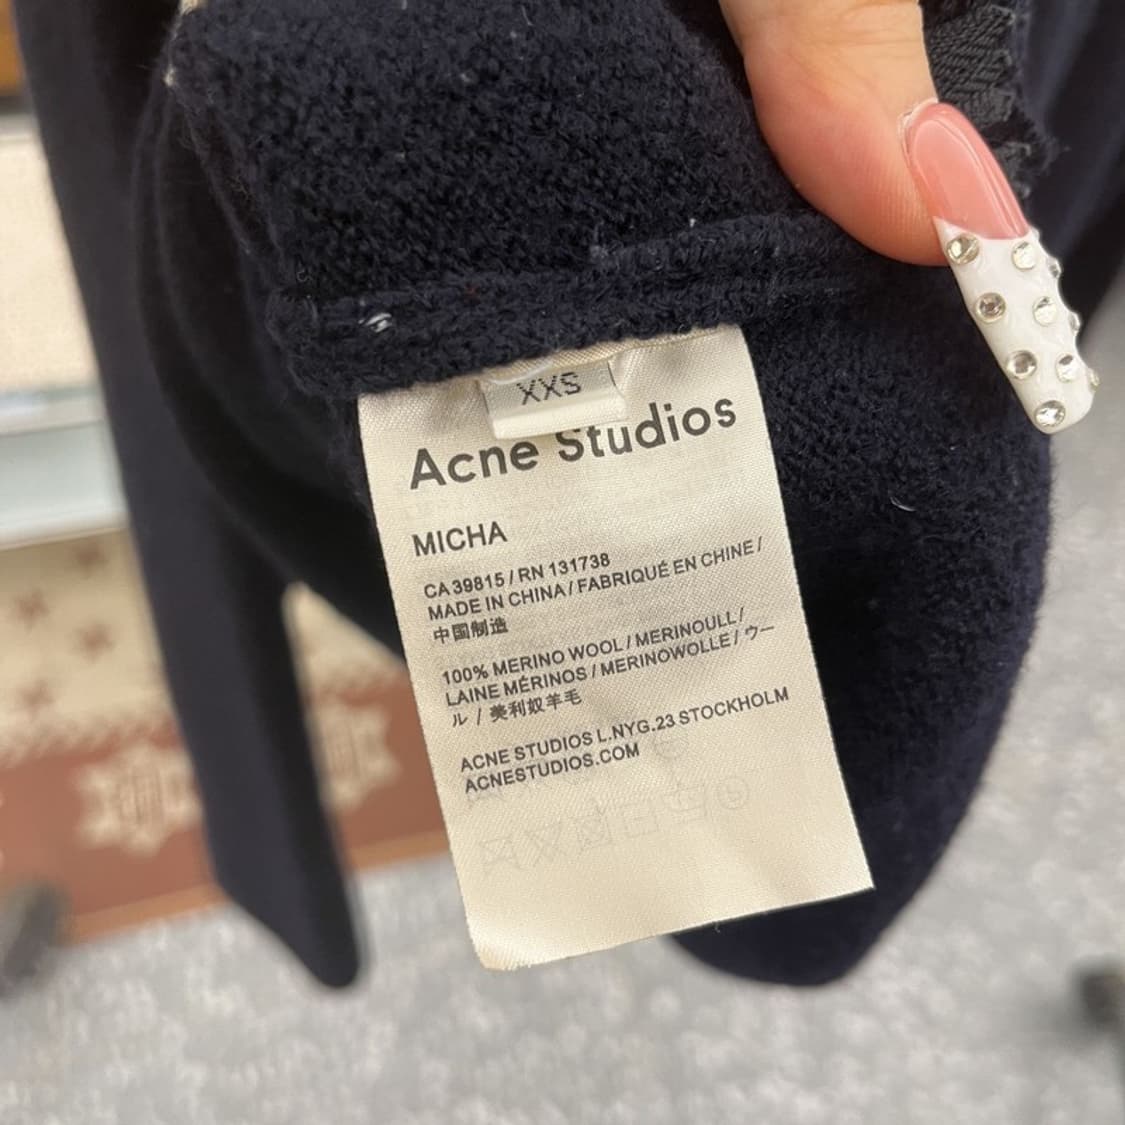 XXS
Acne Studios
MICHA
CA 39815 / RN 131738
MADE IN CHINA / FABRIQUÉ EN CHINE /
中国制造
100% MERINO WOOL / MERINOULL /
LAINE MÉRINOS / MERINOWOLLE / ウー
ル / 美利奴羊毛
ACNE STUDIOS L.NYG.23 STOCKHOLM
ACNESTUDIOS.COM